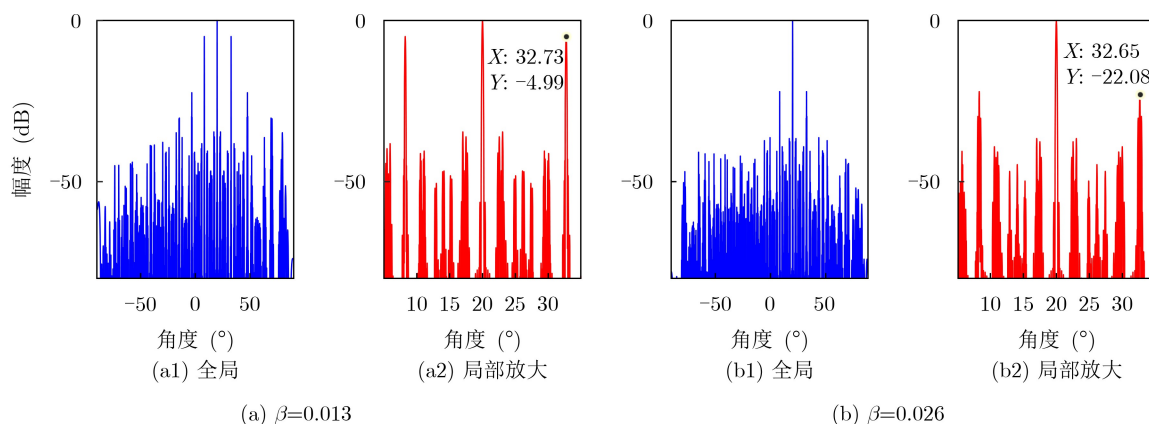 幅度 (dB)
0
−50
−50 0 50
角度 (°)
(a1) 全局
0
−50
X: 32.73
Y: −4.99
10 15 20 25 30
角度 (°)
(a2) 局部放大
(a) β=0.013
0
−50
−50 0 50
角度 (°)
(b1) 全局
0
−50
X: 32.65
Y: −22.08
10 15 20 25 30
角度 (°)
(b2) 局部放大
(b) β=0.026